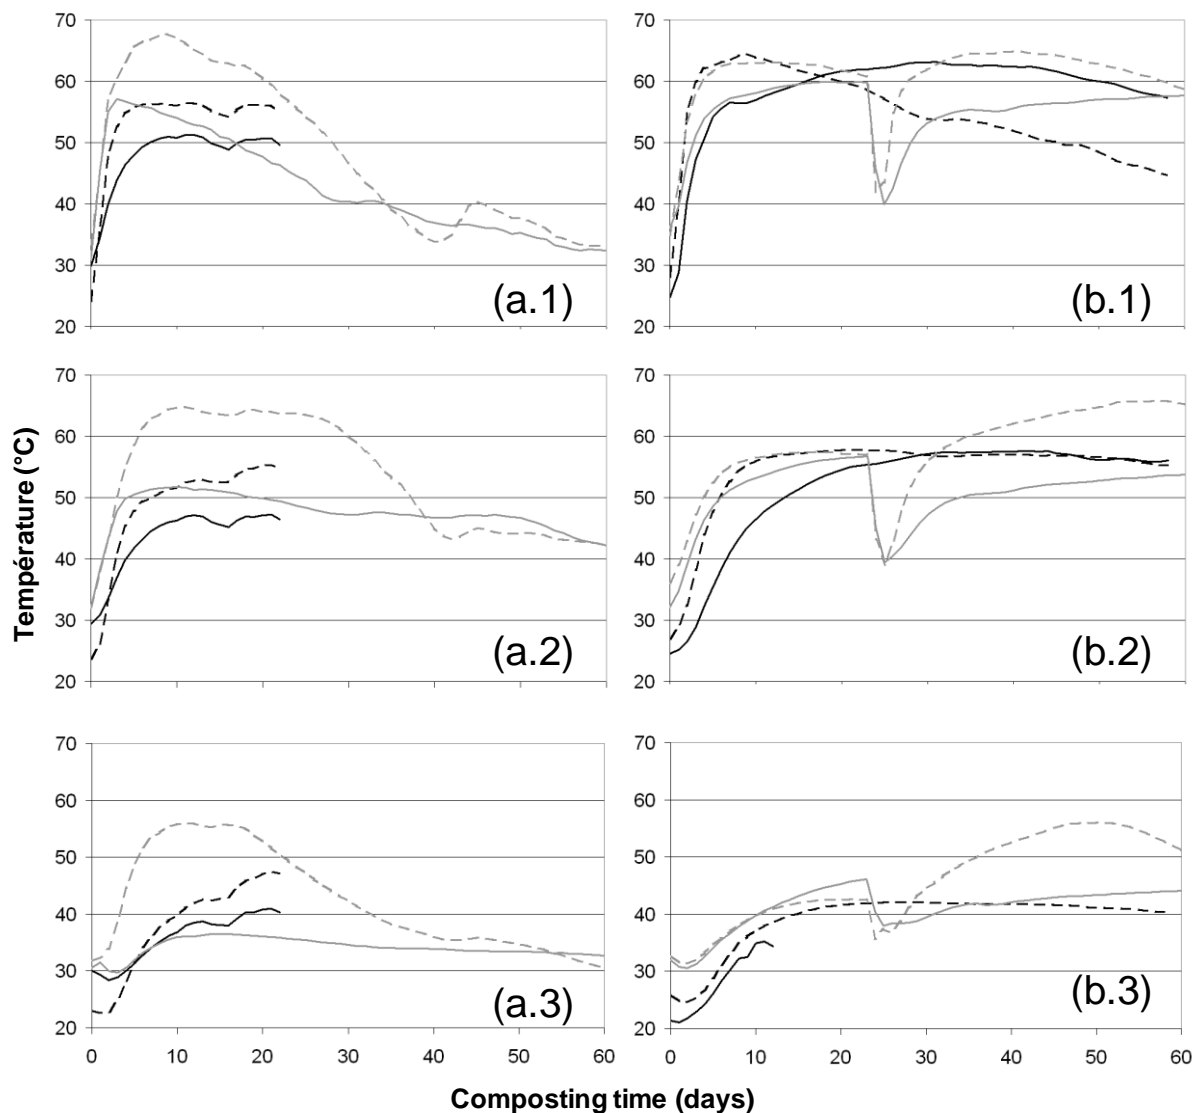 70 60 50 40 30 20
(a.1)
70 60 50 40 30 20
(b.1)
70 60 50 40 30 20
(a.2)
70 60 50 40 30 20
(b.2)
70 60 50 40 30 20
(a.3)
0 10 20 30 40 50 60
70 60 50 40 30 20
(b.3)
0 10 20 30 40 50 60
Température (°C)
Composting time (days)